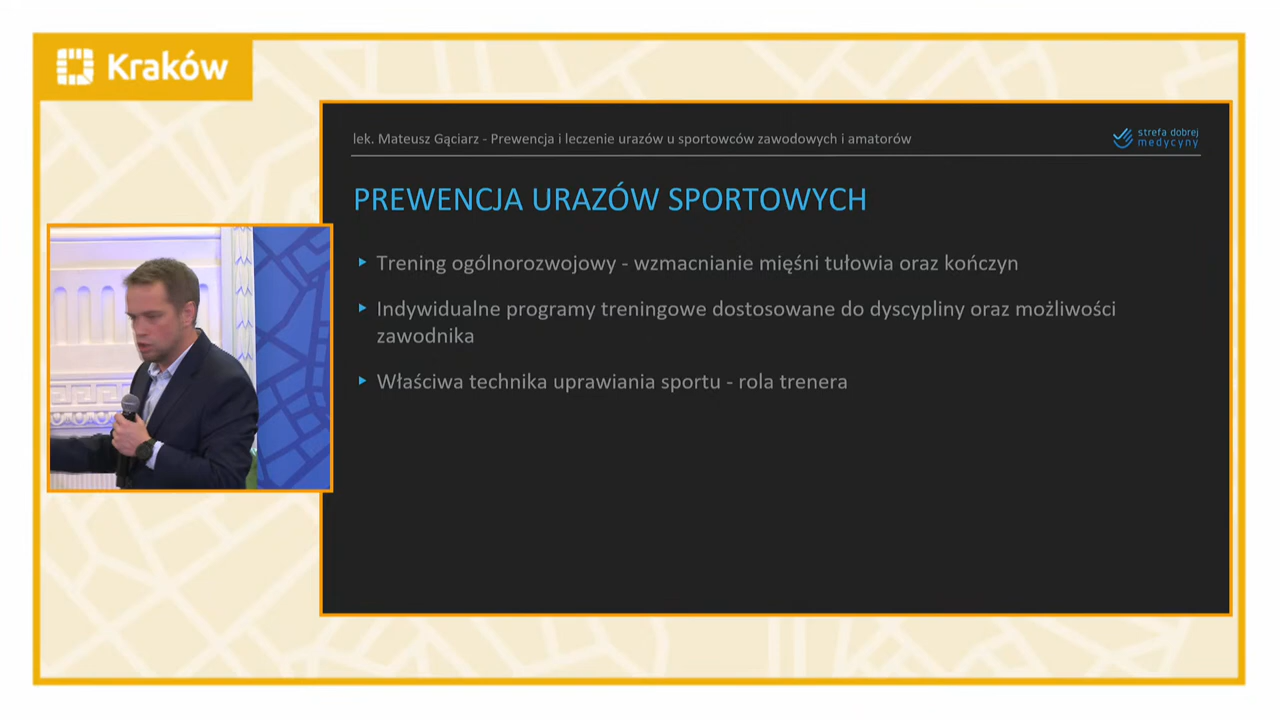 Kraków
lek. Mateusz Gąciarz - Prewencja i leczenie urazów u sportowców zawodowych i amatorów
strefa dobrej
medycyny
PREWENCJA URAZÓW SPORTOWYCH
Trening ogólnorozwojowy - wzmacnianie mięśni tułowia oraz kończyn
Indywidualne programy treningowe dostosowane do dyscypliny oraz możliwości
zawodnika
Właściwa technika uprawiania sportu - rola trenera